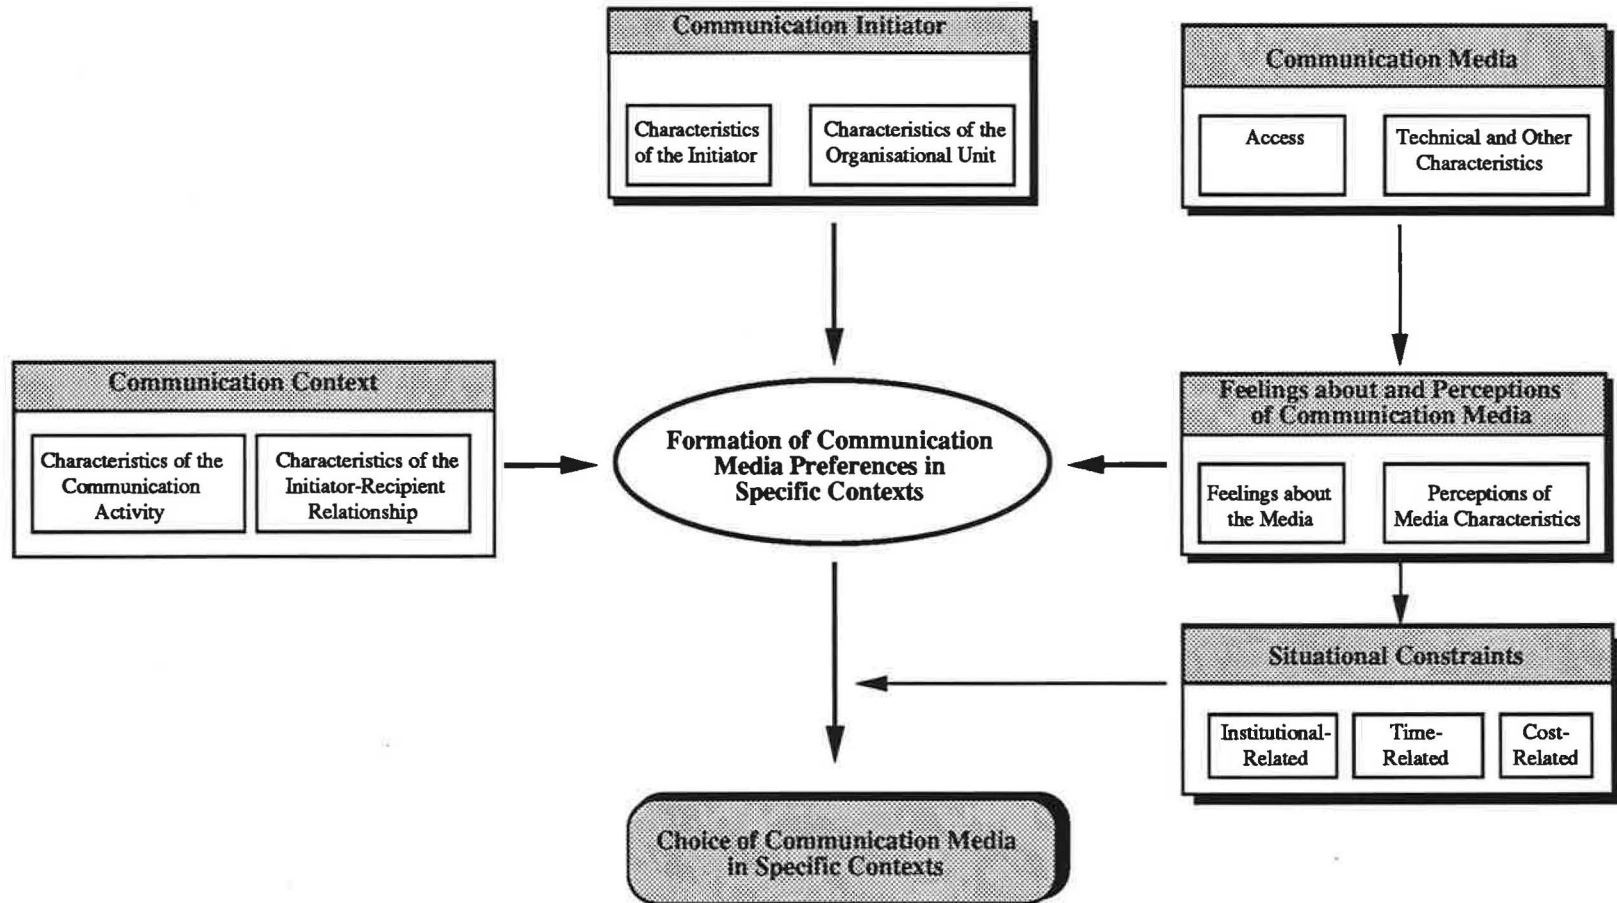 Communication Initiator
Characteristics
of the Initiator
Characteristics of the
Organisational Unit
Communication Media
Access
Technical and Other
Characteristics
Communication Context
Characteristics of the
Communication
Activity
Characteristics of the
Initiator-Recipient
Relationship
Formation of Communication
Media Preferences in
Specific Contexts
Feelings about and Perceptions
of Communication Media
Feelings about
the Media
Perceptions of
Media Characteristics
Situational Constraints
Institutional-
Related
Time-
Related
Cost-
Related
Choice of Communication Media
in Specific Contexts